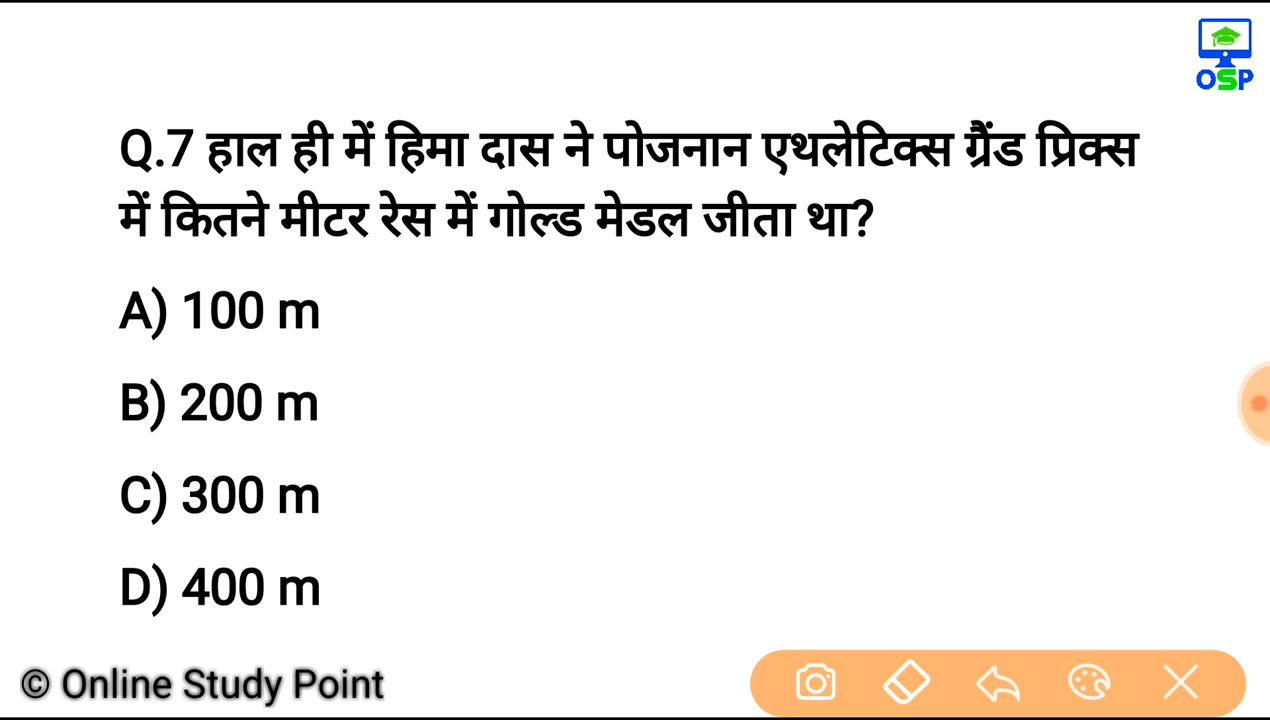 OSP
Q.7 हाल ही में हिमा दास ने पोजनान एथलेटिक्स ग्रैंड प्रिक्स
में कितने मीटर रेस में गोल्ड मेडल जीता था?
A) 100 m
B) 200 m
C) 300 m
D) 400 m
© Online Study Point